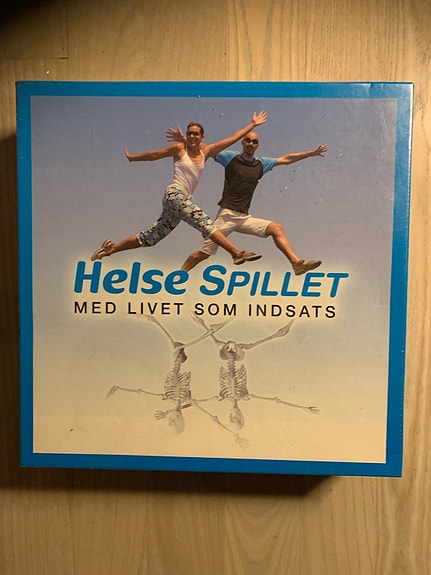 Helse SPILLET
MED LIVET SOM INDSATS